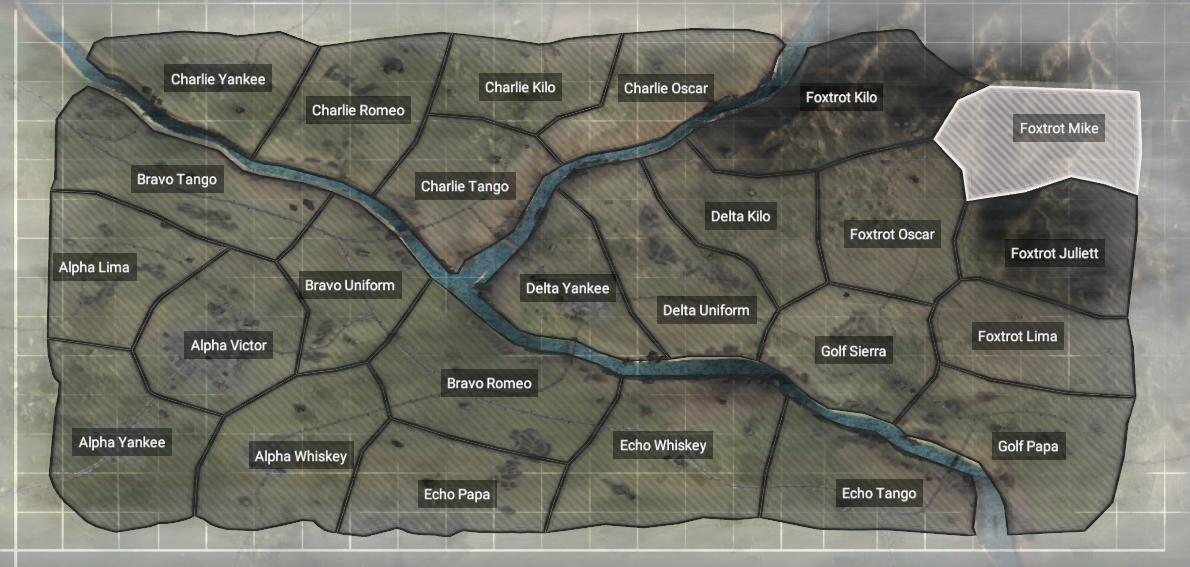 Charlie Yankee
Charlie Romeo
Charlie Kilo
Charlie Oscar
Foxtrot Kilo
Foxtrot Mike
Bravo Tango
Charlie Tango
Delta Kilo
Foxtrot Oscar
Foxtrot Juliett
Alpha Lima
Bravo Uniform
Delta Yankee
Delta Uniform
Foxtrot Lima
Alpha Victor
Golf Sierra
Bravo Romeo
Alpha Yankee
Alpha Whiskey
Echo Whiskey
Golf Papa
Echo Papa
Echo Tango